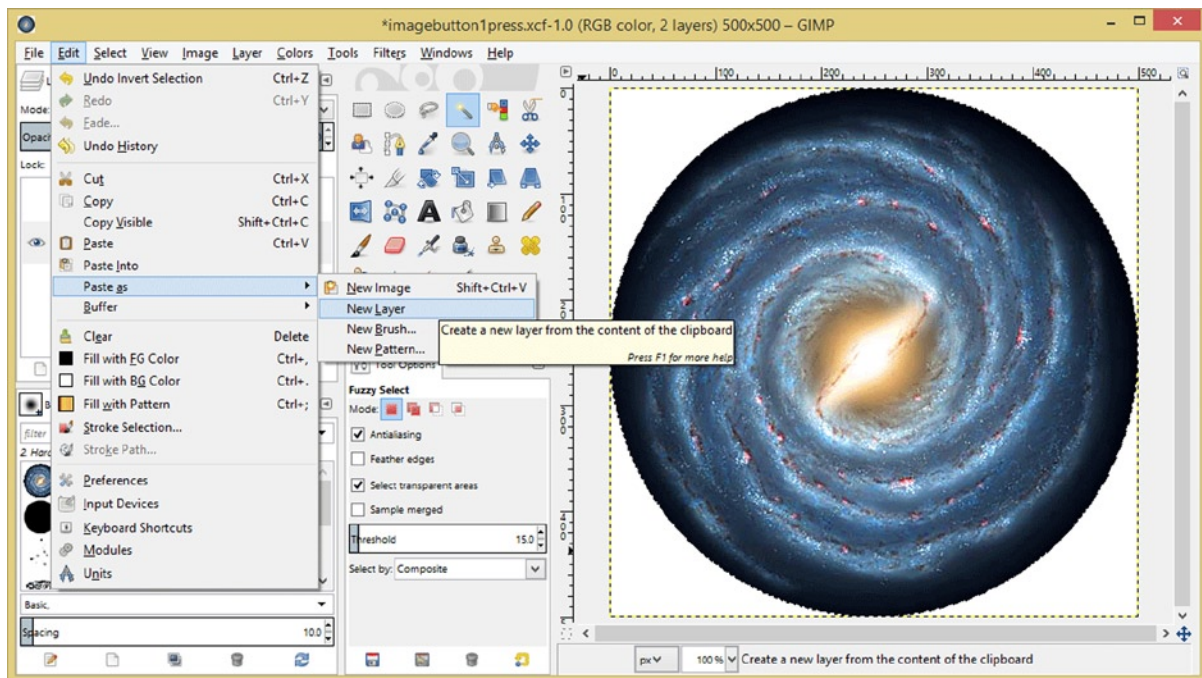 *imagebutton1press.xcf-1.0 (RGB color, 2 layers) 500x500 – GIMP
File Edit Select View Image Layer Colors Tools Filters Windows Help
Undo Invert Selection Ctrl+Z
Redo Ctrl+Y
Fade...
Undo History
Cut Ctrl+X
Copy Ctrl+C
Copy Visible Shift+Ctrl+C
Paste Ctrl+V
Paste Into
Paste as
Buffer
Clear Delete
Fill with FG Color Ctrl+,
Fill with BG Color Ctrl+.
Fill with Pattern Ctrl+;
Stroke Selection...
Stroke Path...
Preferences
Input Devices
Keyboard Shortcuts
Modules
Units
Mode:
Lock:
filter
Basic,
Spacing 10.0
New Image Shift+Ctrl+V
New Layer
New Brush...
New Pattern...
Create a new layer from the content of the clipboard
Press F1 for more help
Tool Options
Fuzzy Select
Mode:
Antialiasing
Feather edges
Select transparent areas
Sample merged
Threshold 15.0
Select by: Composite
0 100 200 300 400 500
0
100
200
300
400
px 100 % Create a new layer from the content of the clipboard